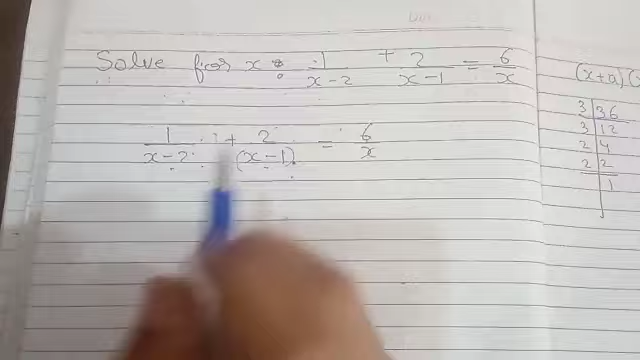 Solve for x : 1/(x-2) + 2/(x-1) = 6/x
1/(x-2) + 2/(x-1) = 6/x
(x+a)(
3 | 36
3 | 12
2 | 4
2 | 2
1